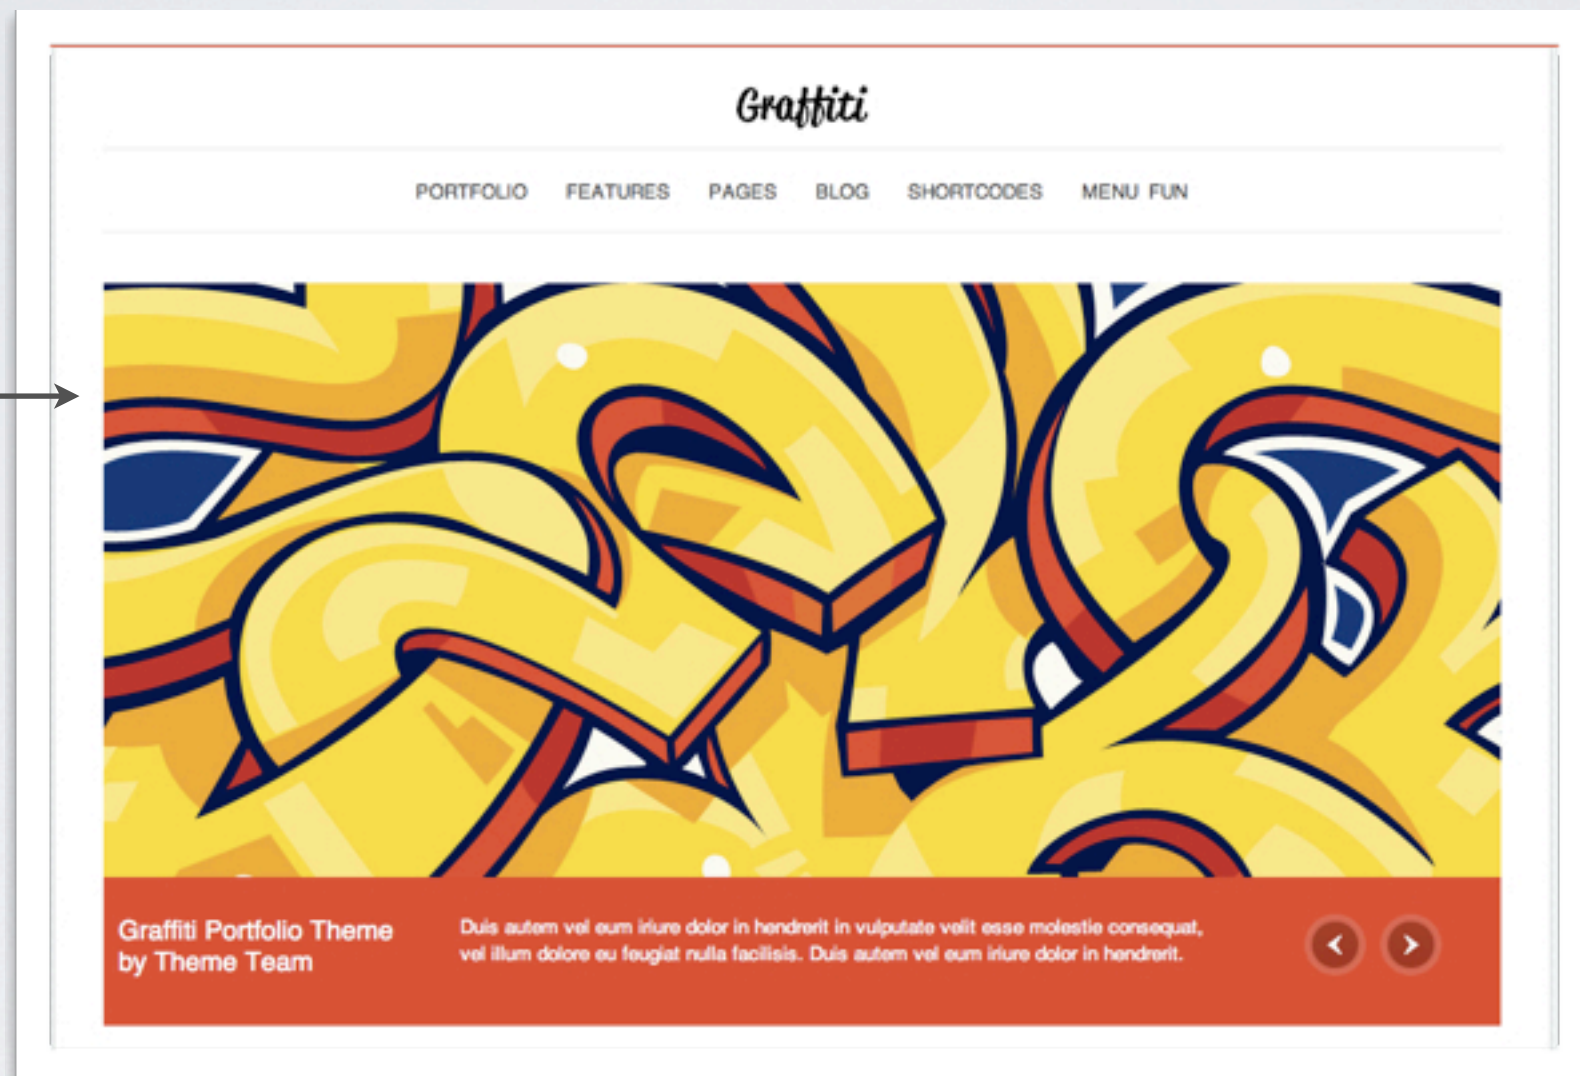 Graffiti
PORTFOLIO FEATURES PAGES BLOG SHORTCODES MENU FUN
Graffiti Portfolio Theme
by Theme Team
Duis autem vel eum iriure dolor in hendrerit in vulputate velit esse molestie consequat,
vel illum dolore eu feugiat nulla facilisis. Duis autem vel eum iriure dolor in hendrerit.